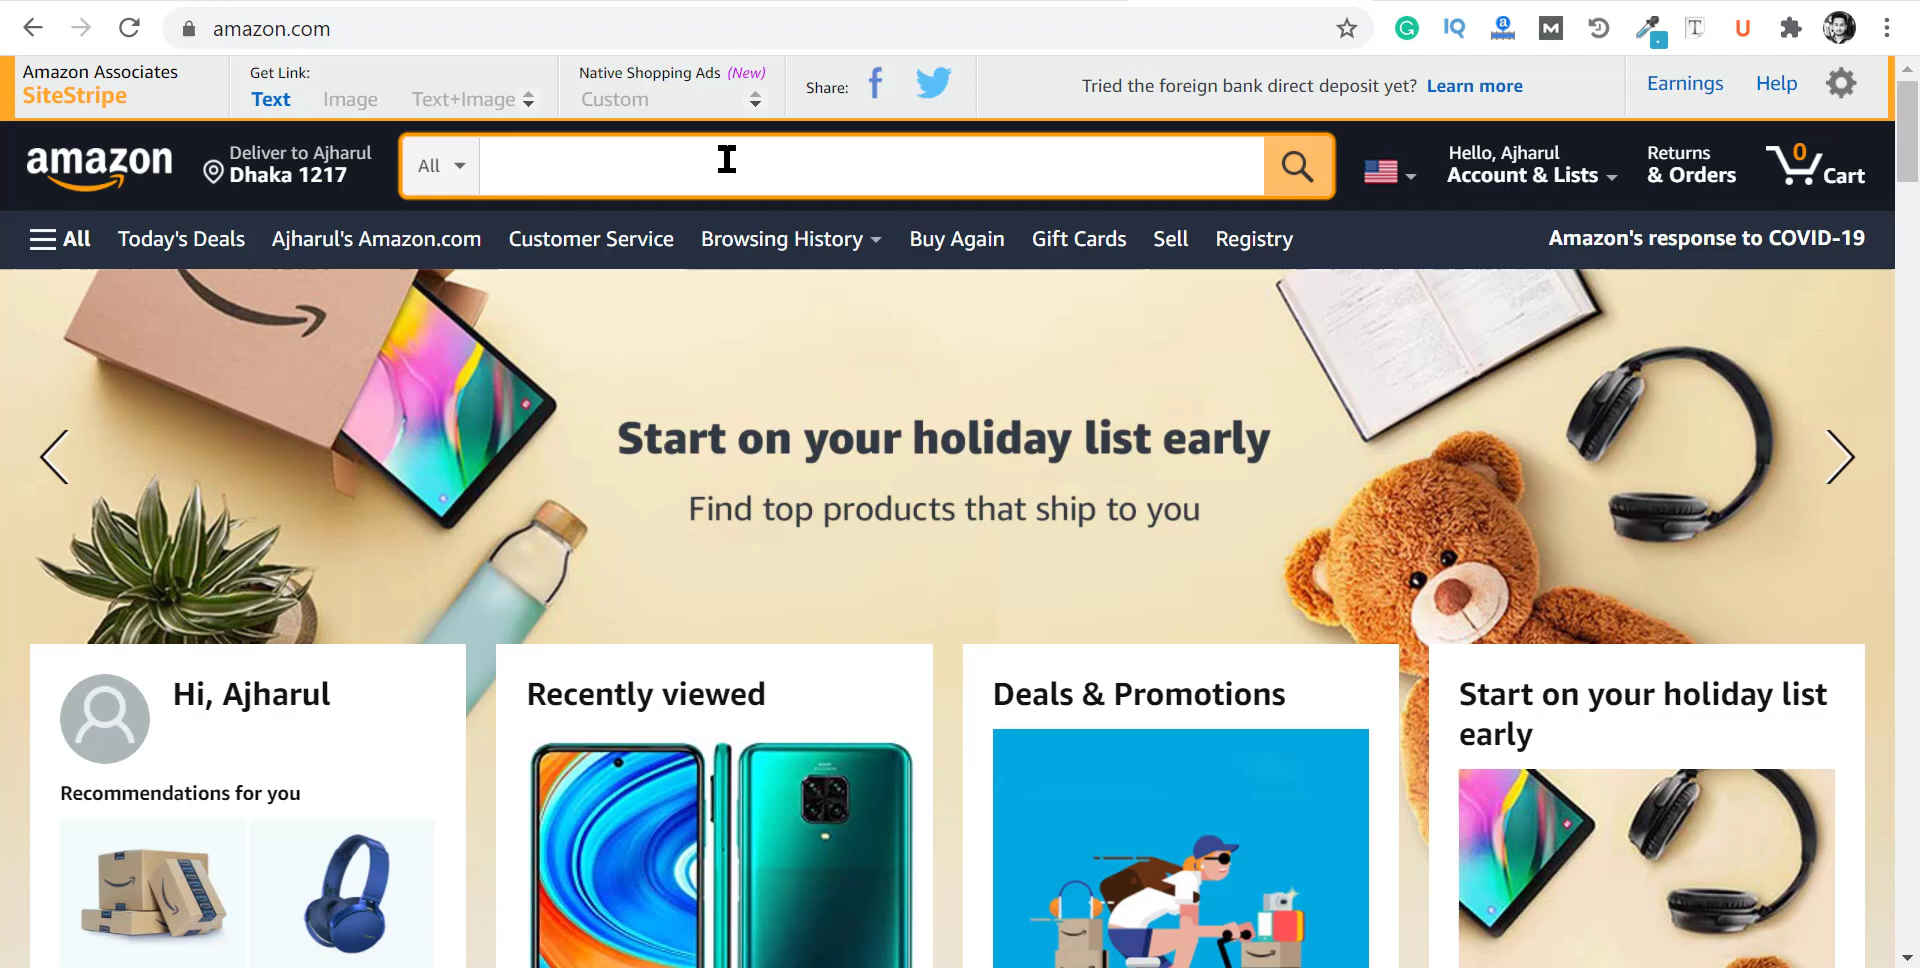 amazon.com
Amazon Associates
SiteStripe
Get Link:
Text Image Text+Image
Native Shopping Ads (New)
Custom
Share:
Tried the foreign bank direct deposit yet? Learn more
Earnings Help
amazon
Deliver to Ajharul
Dhaka 1217
All
Hello, Ajharul
Account & Lists
Returns
& Orders
0
Cart
All Today's Deals Ajharul's Amazon.com Customer Service Browsing History Buy Again Gift Cards Sell Registry Amazon's response to COVID-19
Start on your holiday list early
Find top products that ship to you
Hi, Ajharul
Recommendations for you
Recently viewed
Deals & Promotions
Start on your holiday list
early